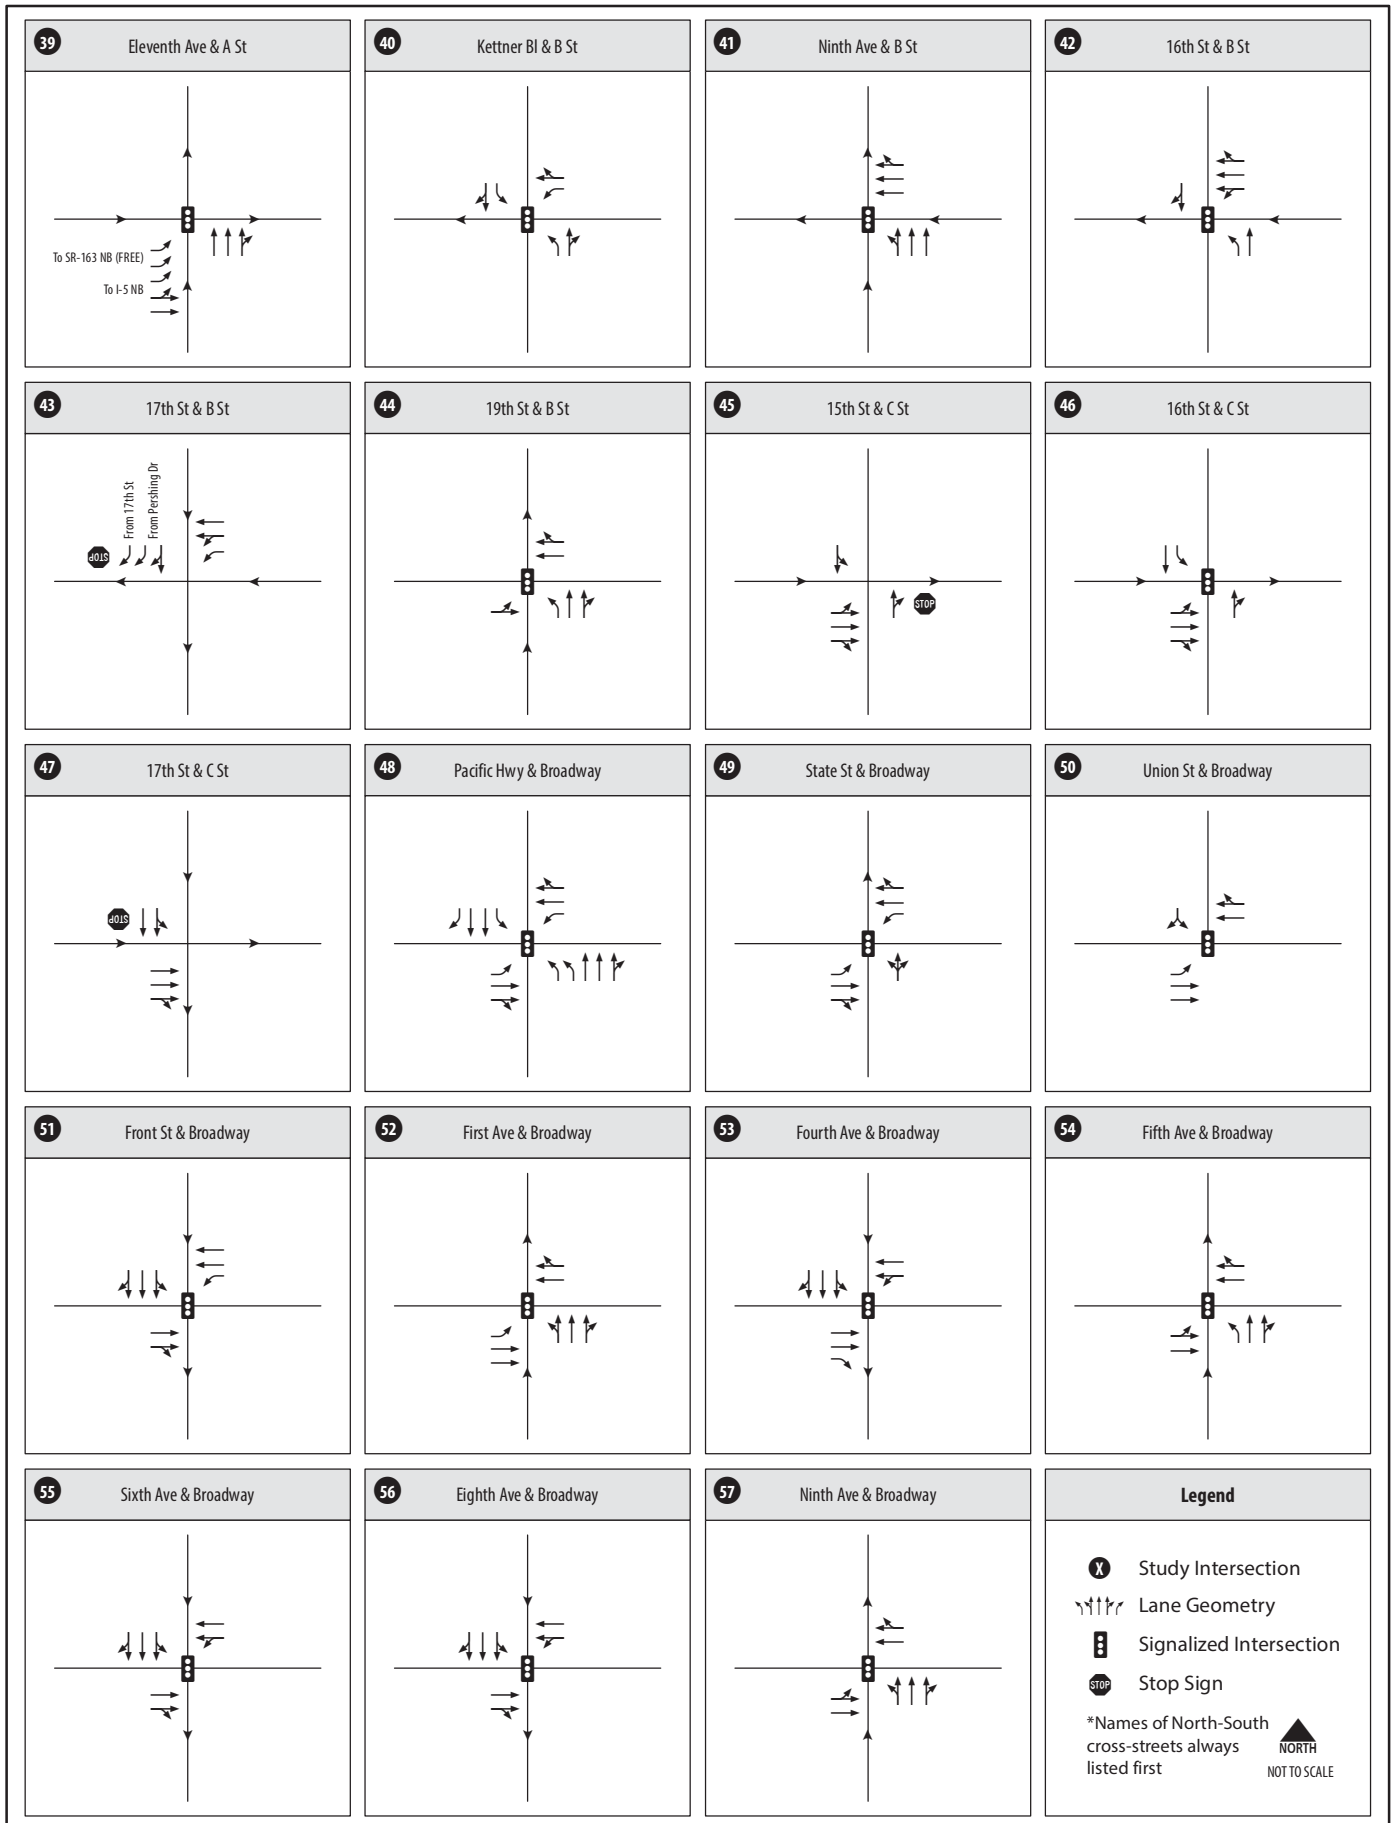 39
Eleventh Ave & A St
To SR-163 NB (FREE)
To I-5 NB
40
Kettner Bl & B St
41
Ninth Ave & B St
42
16th St & B St
43
17th St & B St
STOP
From 17th St
From Pershing Dr
44
19th St & B St
45
15th St & C St
STOP
46
16th St & C St
47
17th St & C St
STOP
48
Pacific Hwy & Broadway
49
State St & Broadway
50
Union St & Broadway
51
Front St & Broadway
52
First Ave & Broadway
53
Fourth Ave & Broadway
54
Fifth Ave & Broadway
55
Sixth Ave & Broadway
56
Eighth Ave & Broadway
57
Ninth Ave & Broadway
Legend
X Study Intersection
Lane Geometry
Signalized Intersection
STOP Stop Sign
*Names of North-South
cross-streets always
listed first
NORTH
NOT TO SCALE